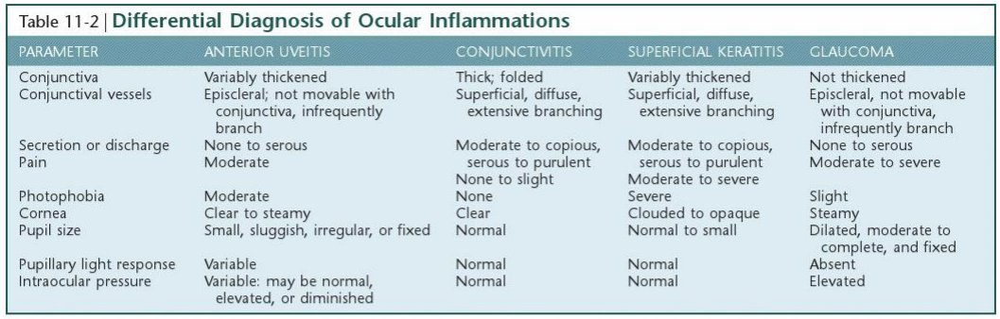 Table 11-2 | Differential Diagnosis of Ocular Inflammations
PARAMETER ANTERIOR UVEITIS CONJUNCTIVITIS SUPERFICIAL KERATITIS GLAUCOMA
Conjunctiva Variably thickened Thick; folded Variably thickened Not thickened
Conjunctival vessels Episcleral; not movable with Superficial, diffuse, Superficial, diffuse, Episcleral, not movable
conjunctiva, infrequently extensive branching extensive branching with conjunctiva,
branch infrequently branch
Secretion or discharge None to serous Moderate to copious, Moderate to copious, None to serous
Pain Moderate serous to purulent serous to purulent Moderate to severe
None to slight Moderate to severe
Photophobia Moderate None Severe Slight
Cornea Clear to steamy Clear Clouded to opaque Steamy
Pupil size Small, sluggish, irregular, or fixed Normal Normal to small Dilated, moderate to
complete, and fixed
Pupillary light response Variable Normal Normal Absent
Intraocular pressure Variable: may be normal, Normal Normal Elevated
elevated, or diminished